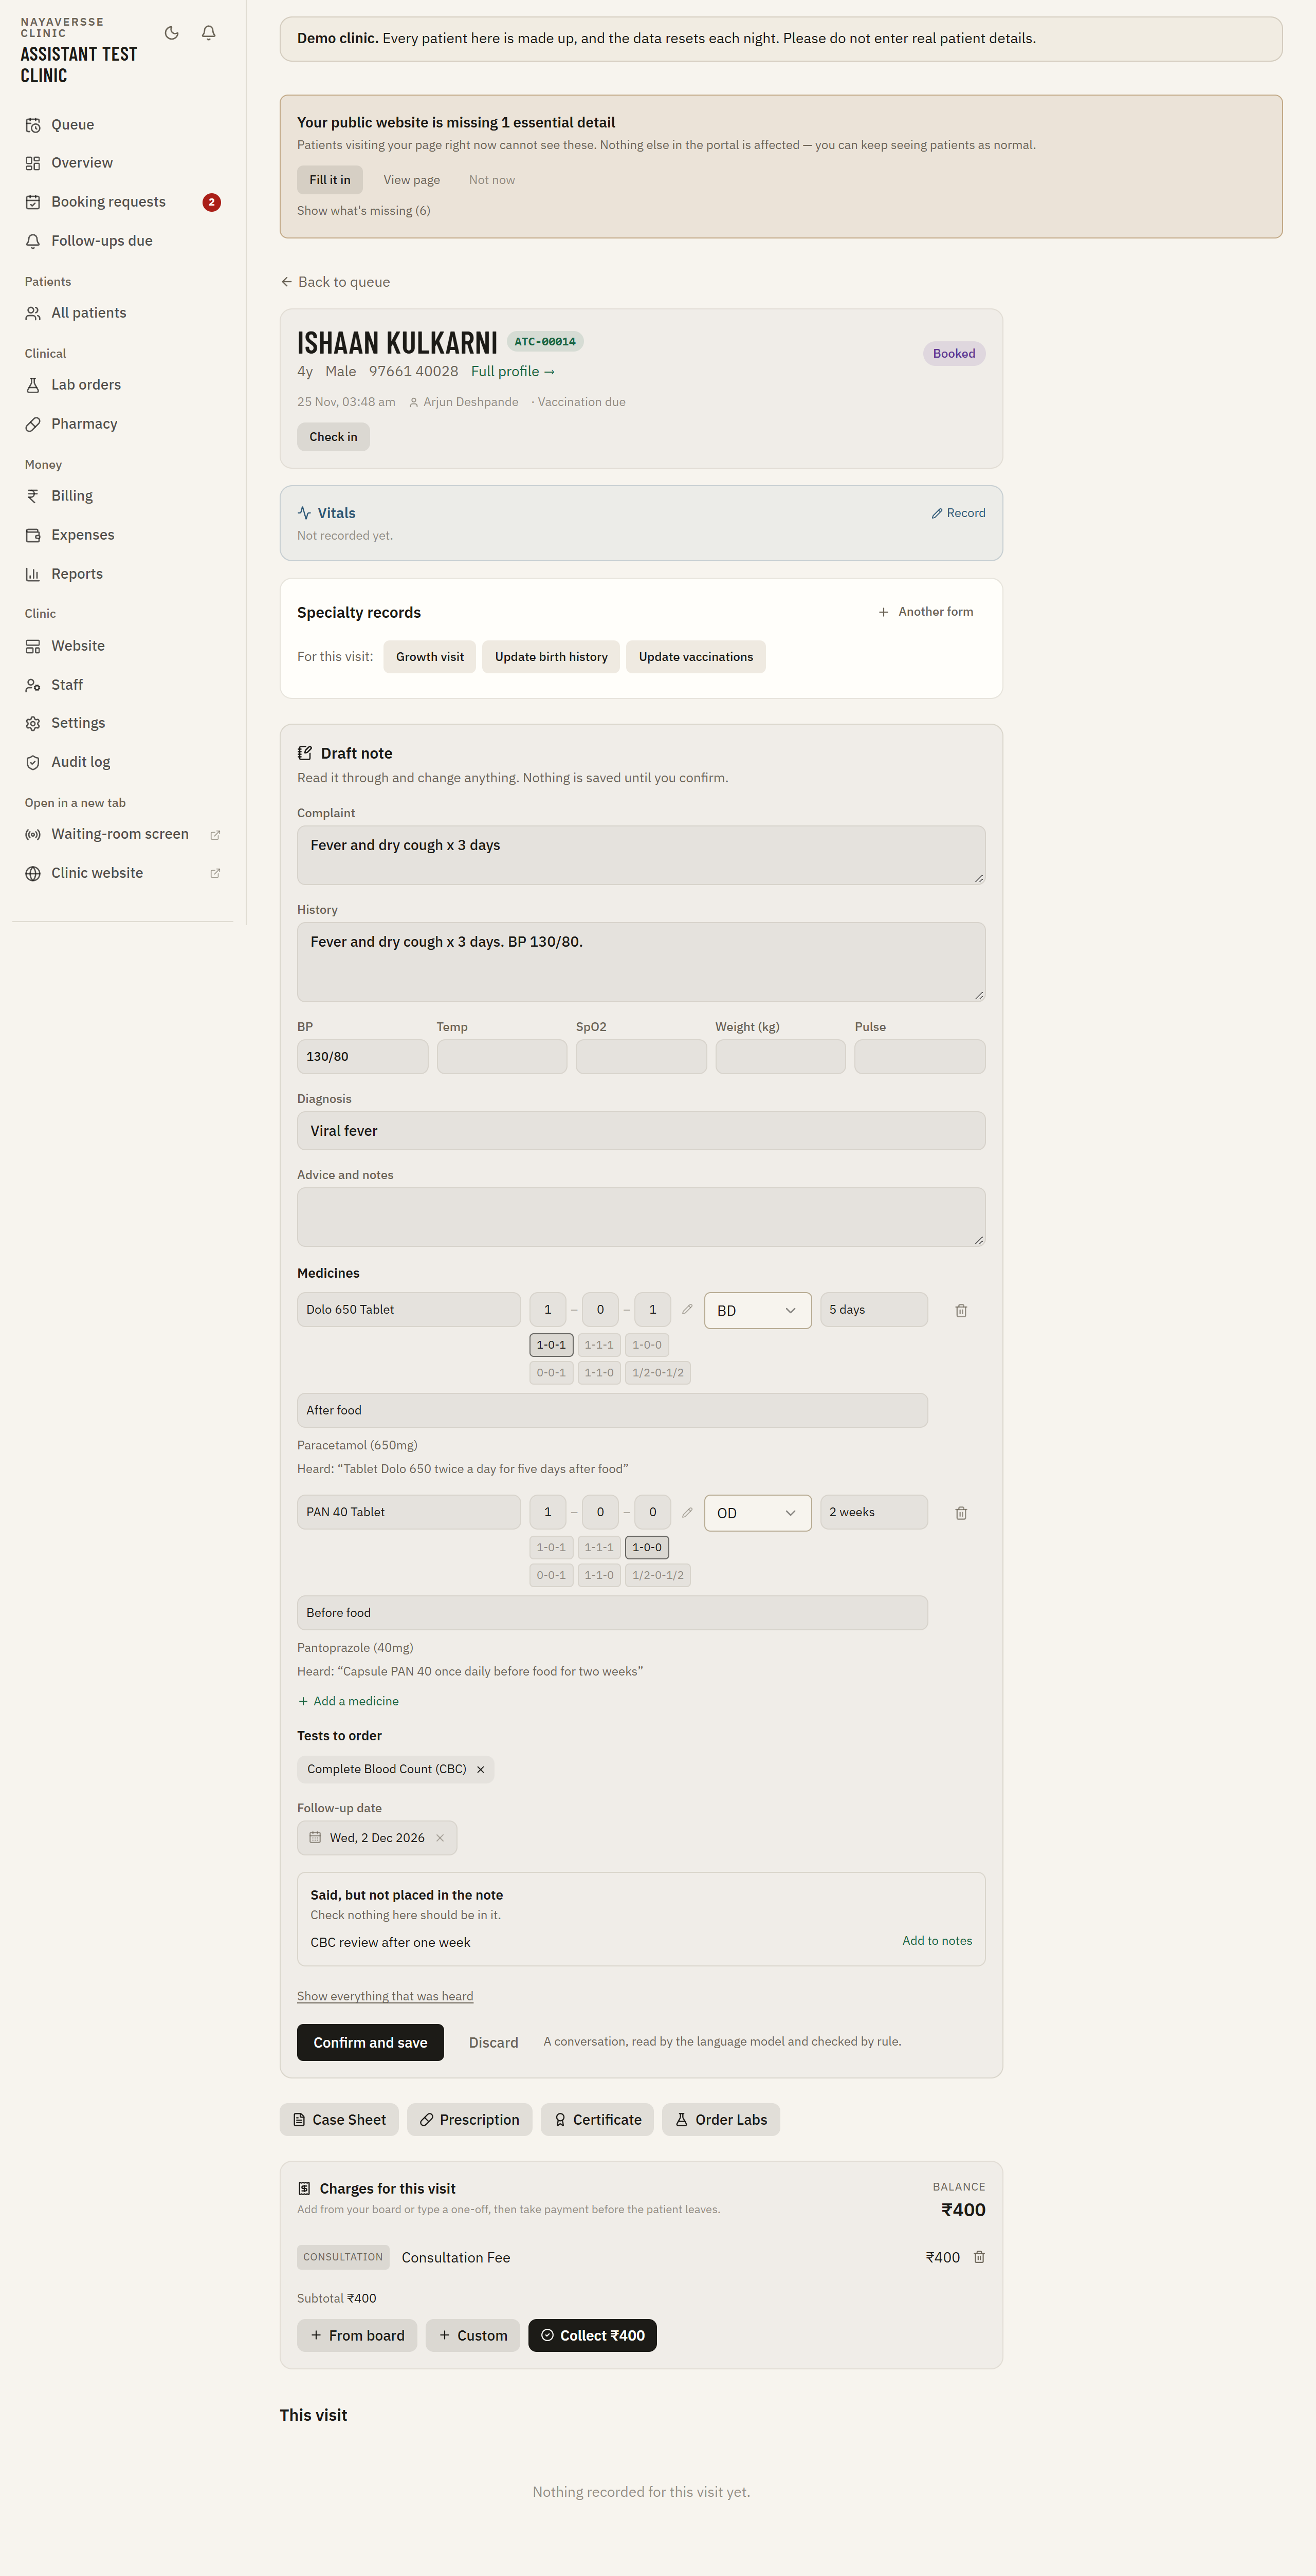 NAYAVERSSE
CLINIC
ASSISTANT TEST
CLINIC
Queue
Overview
Booking requests 2
Follow-ups due
Patients
All patients
Clinical
Lab orders
Pharmacy
Money
Billing
Expenses
Reports
Clinic
Website
Staff
Settings
Audit log
Open in a new tab
Waiting-room screen
Clinic website
Demo clinic. Every patient here is made up, and the data resets each night. Please do not enter real patient details.
Your public website is missing 1 essential detail
Patients visiting your page right now cannot see these. Nothing else in the portal is affected — you can keep seeing patients as normal.
Fill it in View page Not now
Show what's missing (6)
← Back to queue
ISHAAN KULKARNI ATC-00014
Booked
4y Male 97661 40028 Full profile →
25 Nov, 03:48 am Arjun Deshpande · Vaccination due
Check in
Vitals Record
Not recorded yet.
Specialty records + Another form
For this visit: Growth visit Update birth history Update vaccinations
Draft note
Read it through and change anything. Nothing is saved until you confirm.
Complaint
Fever and dry cough x 3 days
History
Fever and dry cough x 3 days. BP 130/80.
BP Temp SpO2 Weight (kg) Pulse
130/80
Diagnosis
Viral fever
Advice and notes
Medicines
Dolo 650 Tablet 1 – 0 – 1 BD 5 days
1-0-1 1-1-1 1-0-0
0-0-1 1-1-0 1/2-0-1/2
After food
Paracetamol (650mg)
Heard: “Tablet Dolo 650 twice a day for five days after food”
PAN 40 Tablet 1 – 0 – 0 OD 2 weeks
1-0-1 1-1-1 1-0-0
0-0-1 1-1-0 1/2-0-1/2
Before food
Pantoprazole (40mg)
Heard: “Capsule PAN 40 once daily before food for two weeks”
+ Add a medicine
Tests to order
Complete Blood Count (CBC) ×
Follow-up date
Wed, 2 Dec 2026 ×
Said, but not placed in the note
Check nothing here should be in it.
CBC review after one week Add to notes
Show everything that was heard
Confirm and save Discard A conversation, read by the language model and checked by rule.
Case Sheet Prescription Certificate Order Labs
Charges for this visit BALANCE
Add from your board or type a one-off, then take payment before the patient leaves. ₹400
CONSULTATION Consultation Fee ₹400
Subtotal ₹400
+ From board + Custom Collect ₹400
This visit
Nothing recorded for this visit yet.